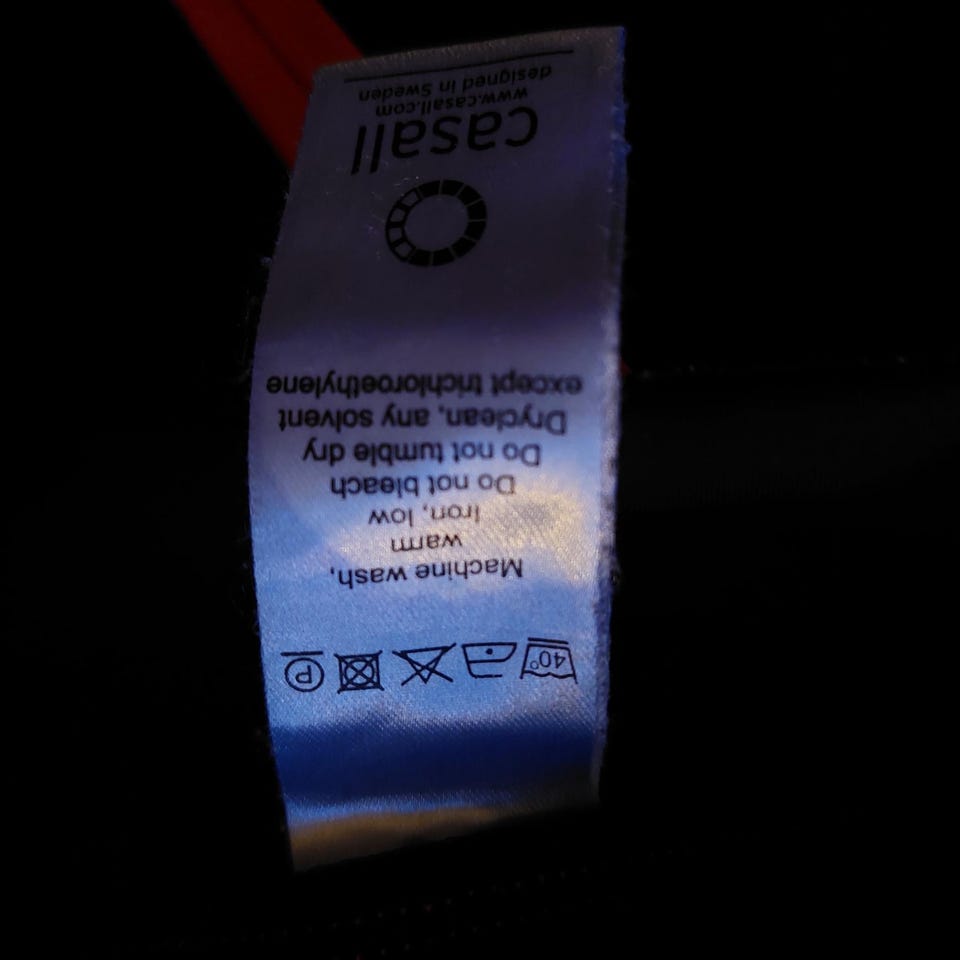 40°
P
Machine wash,
warm
Iron, low
Do not bleach
Do not tumble dry
Dryclean, any solvent
except trichloroethylene
casall
www.casall.com
designed in Sweden